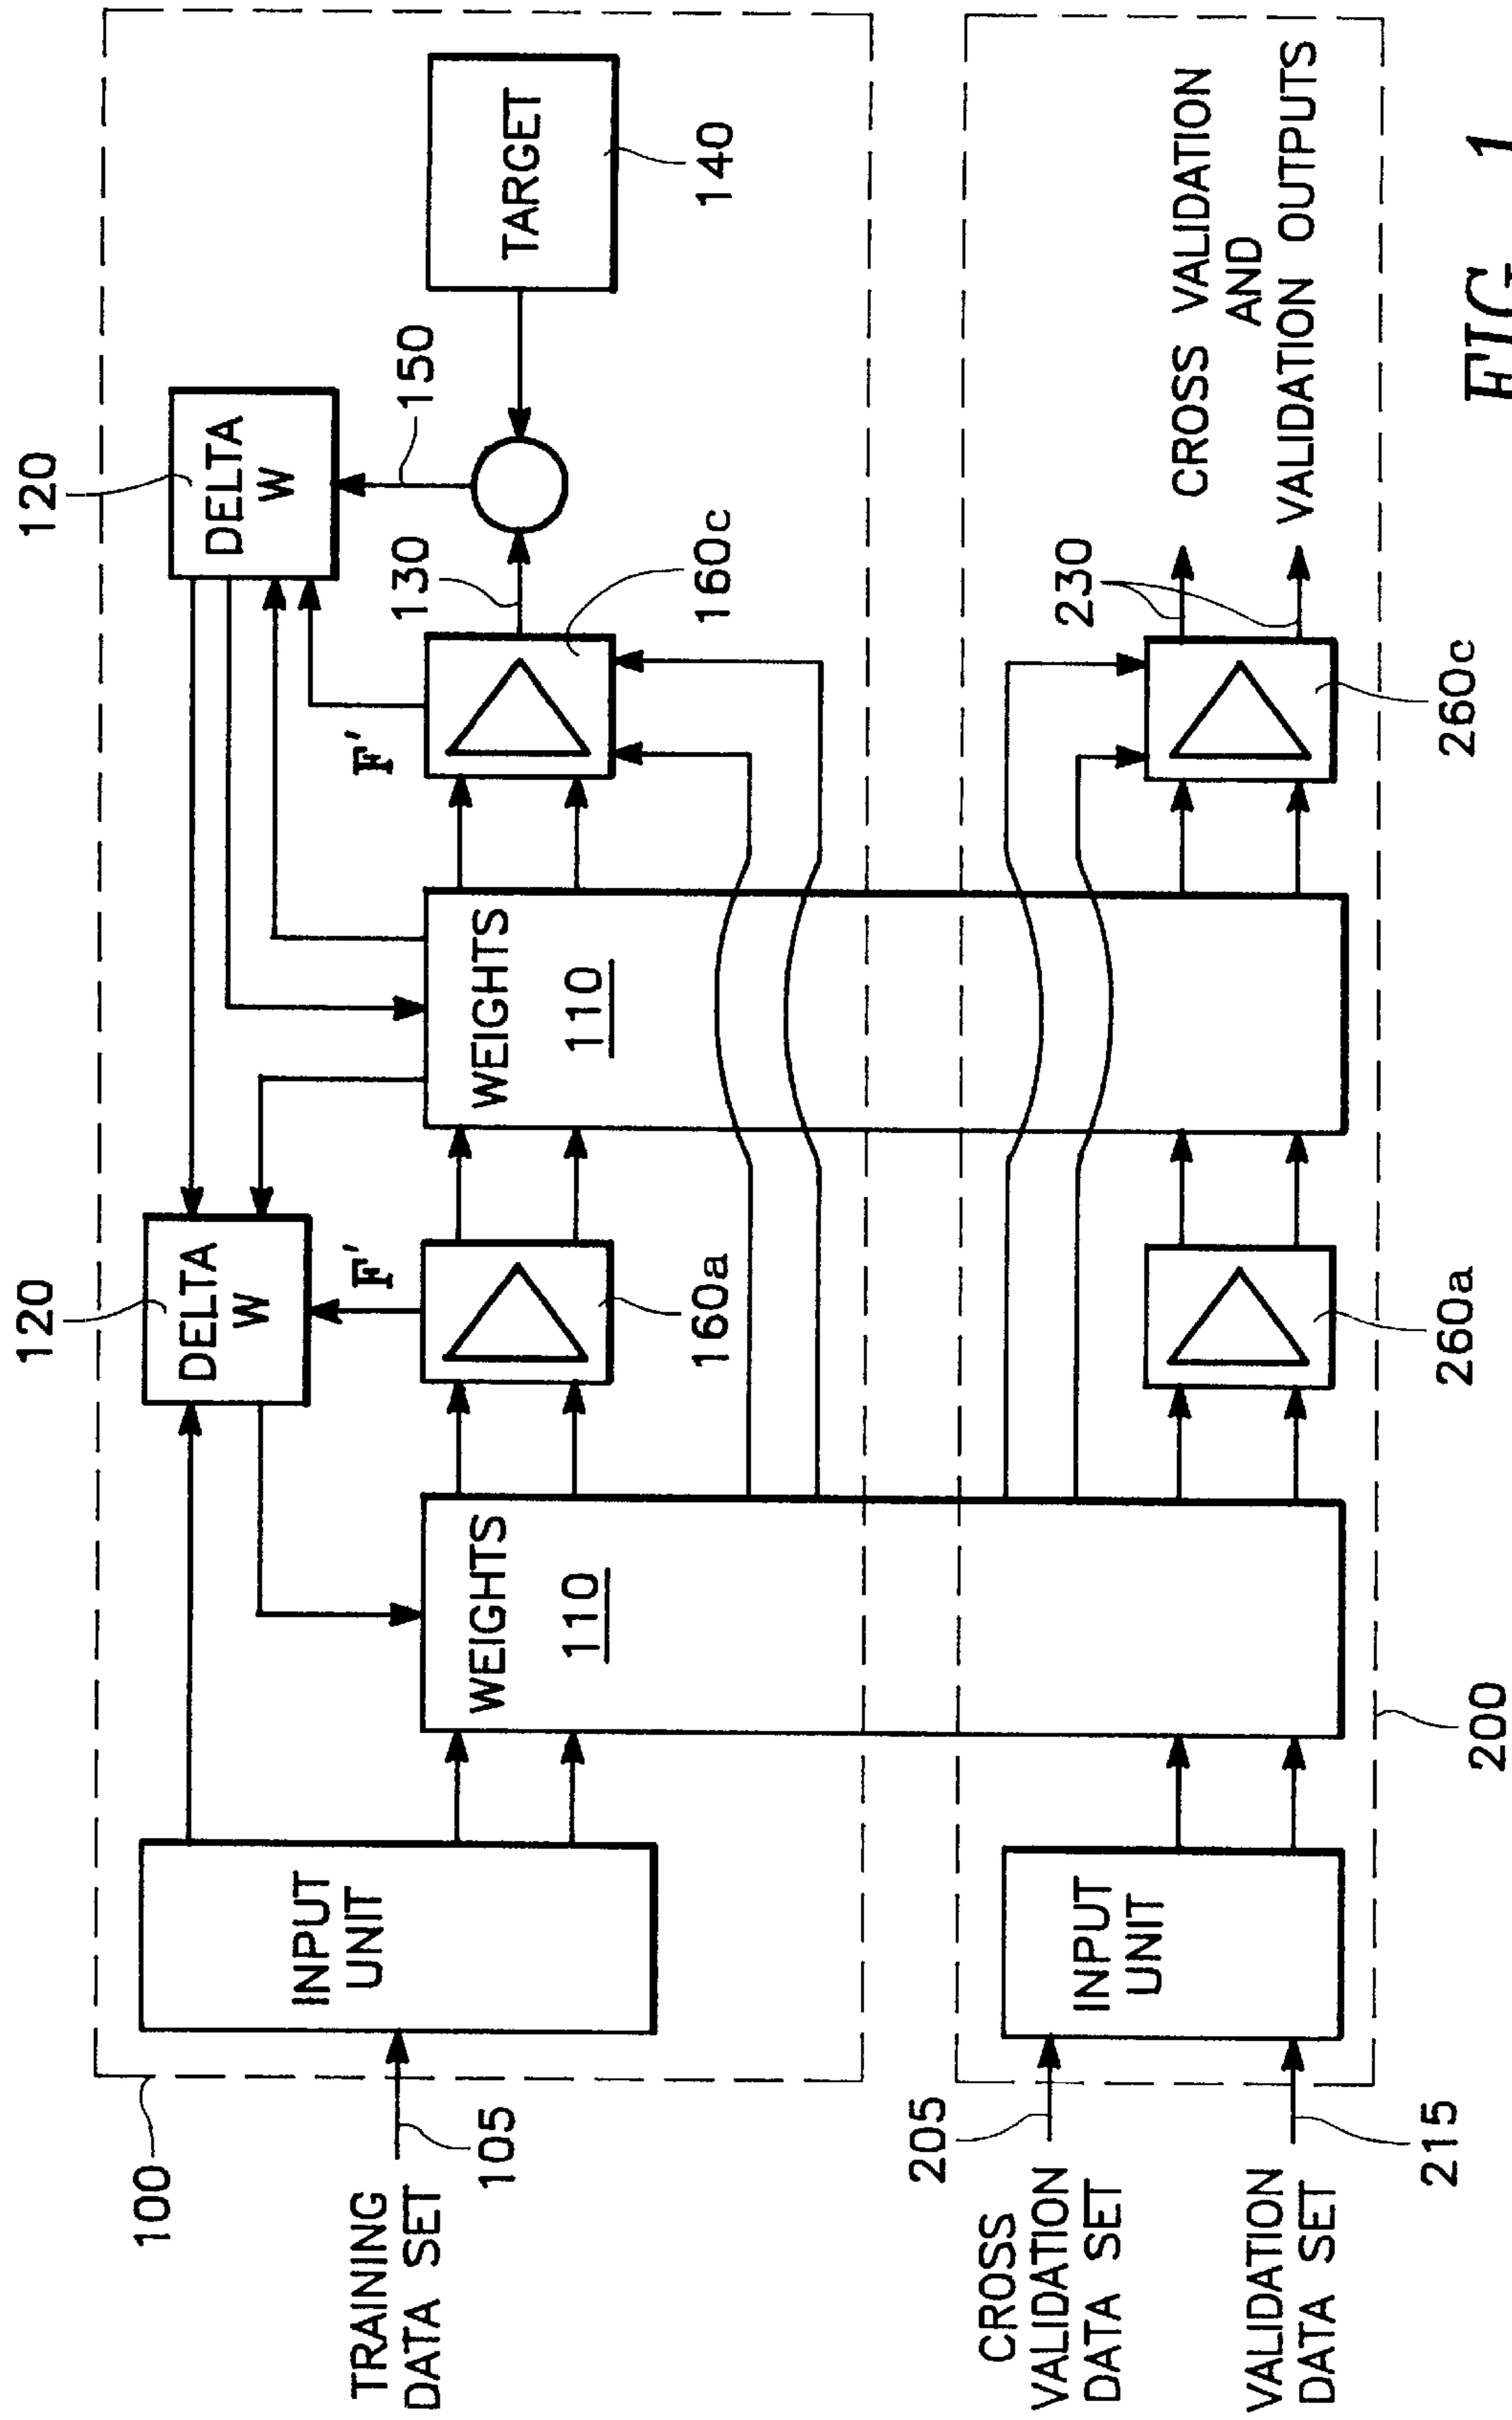 120
120
DELTA
W
DELTA
W
150
F'
F'
130
TARGET
140
160a
160c
WEIGHTS
110
WEIGHTS
110
INPUT
UNIT
100
TRAINING
DATA SET
105
205
CROSS
VALIDATION
DATA SET
VALIDATION
DATA SET
215
INPUT
UNIT
200
260a
260c
230
CROSS VALIDATION
AND
VALIDATION OUTPUTS
FIG. 1